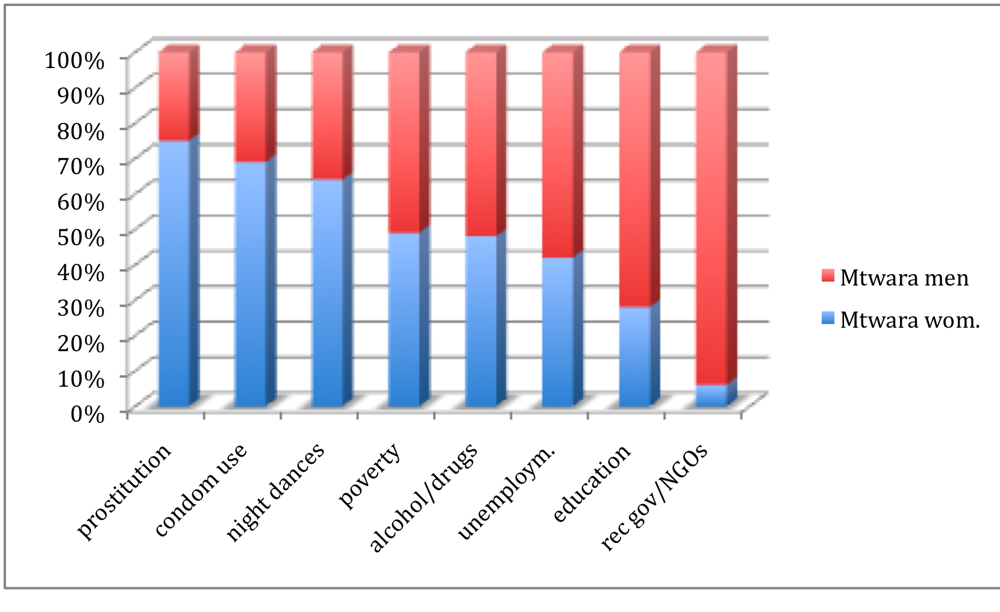 100%
90%
80%
70%
60%
50%
40%
30%
20%
10%
0%
prostitution
condom use
night dances
poverty
alcohol/drugs
unemploym.
education
rec gov/NGOs
Mtwara men
Mtwara wom.